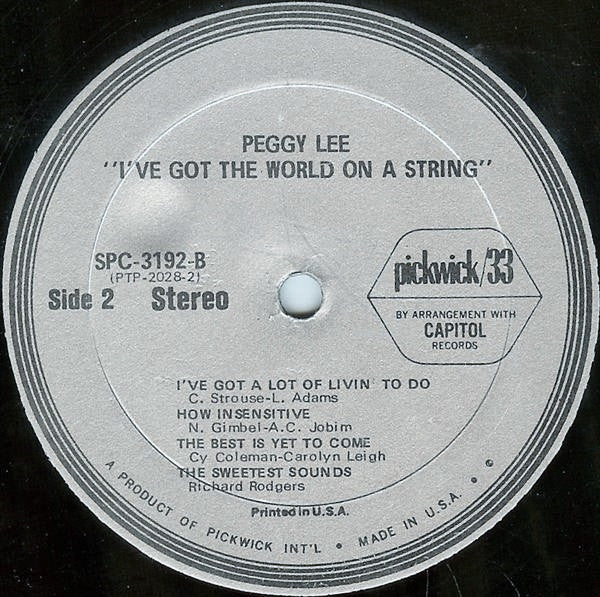 PEGGY LEE
"I'VE GOT THE WORLD ON A STRING"
SPC-3192-B
(PTP-2028-2)
Side 2 Stereo
pickwick/33
BY ARRANGEMENT WITH
CAPITOL
RECORDS
I'VE GOT A LOT OF LIVIN' TO DO
C. Strouse-L. Adams
HOW INSENSITIVE
N. Gimbel-A.C. Jobim
THE BEST IS YET TO COME
Cy Coleman-Carolyn Leigh
THE SWEETEST SOUNDS
Richard Rodgers
Printed in U.S.A.
A PRODUCT OF PICKWICK INT'L • MADE IN U.S.A. •